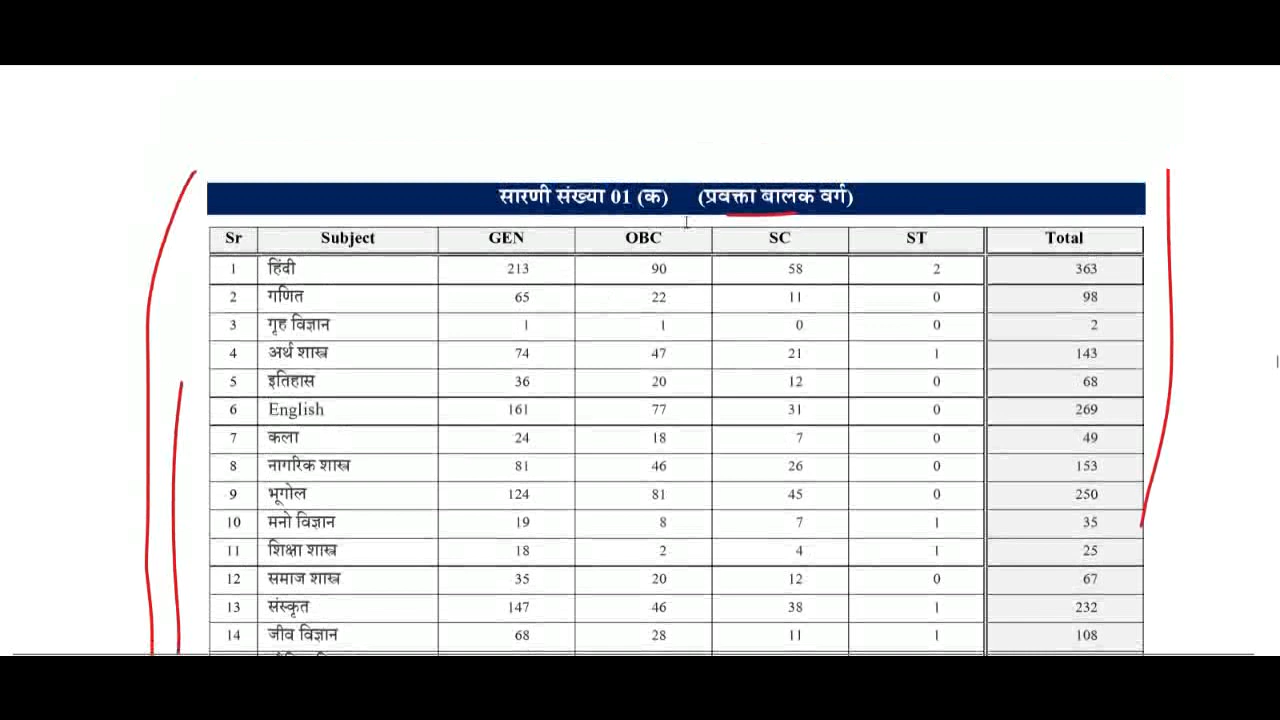 सारणी संख्या 01 (क) (प्रवक्ता बालक वर्ग)
Sr Subject GEN OBC SC ST Total
1 हिंदी 213 90 58 2 363
2 गणित 65 22 11 0 98
3 गृह विज्ञान 1 1 0 0 2
4 अर्थ शास्त्र 74 47 21 1 143
5 इतिहास 36 20 12 0 68
6 English 161 77 31 0 269
7 कला 24 18 7 0 49
8 नागरिक शास्त्र 81 46 26 0 153
9 भूगोल 124 81 45 0 250
10 मनो विज्ञान 19 8 7 1 35
11 शिक्षा शास्त्र 18 2 4 1 25
12 समाज शास्त्र 35 20 12 0 67
13 संस्कृत 147 46 38 1 232
14 जीव विज्ञान 68 28 11 1 108